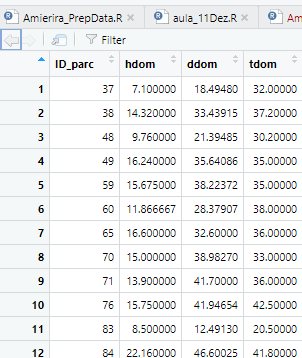 Amierira_PrepData.R × aula_11Dez.R × Am
Filter
ID_parc hdom ddom tdom
1 37 7.100000 18.49480 32.00000
2 38 14.320000 33.43915 37.20000
3 48 9.760000 21.39485 30.20000
4 49 16.240000 35.64086 35.00000
5 59 15.675000 38.22372 35.00000
6 60 11.866667 28.37907 38.00000
7 65 16.600000 32.60000 36.00000
8 70 15.000000 38.98270 33.00000
9 71 13.900000 41.70000 36.00000
10 76 15.750000 41.94654 42.50000
11 83 8.500000 12.49130 20.50000
12 84 22.160000 46.60025 41.80000